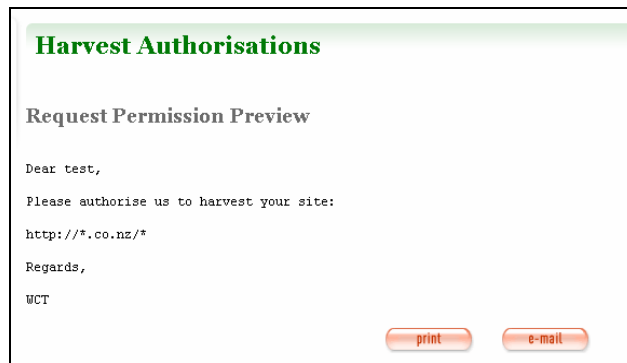 Harvest Authorisations
Request Permission Preview
Dear test,
Please authorise us to harvest your site:
http://*.co.nz/*
Regards,
WCT
print e-mail